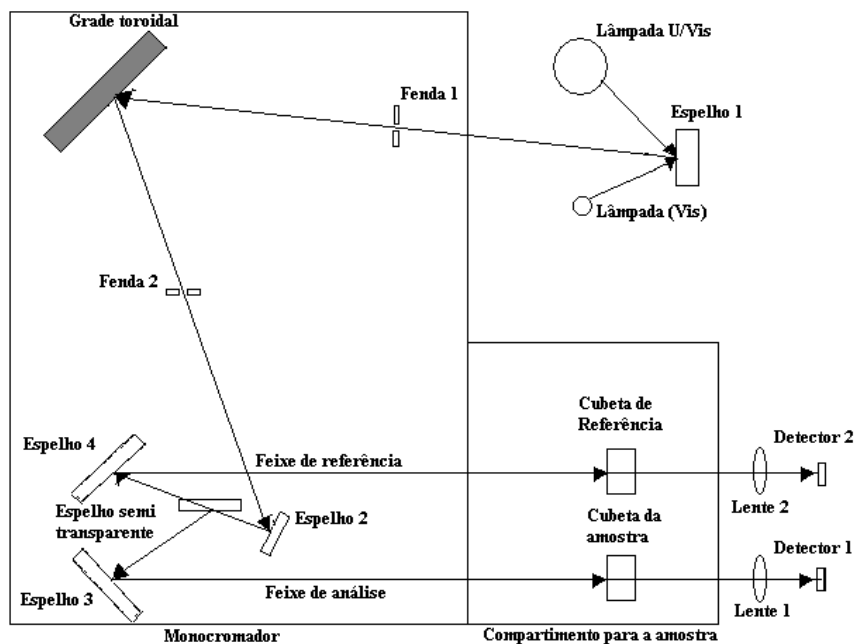 Grade toroidal
Lâmpada U/Vis
Fenda 1
Espelho 1
Lâmpada (Vis)
Fenda 2
Cubeta de
Referência
Espelho 4
Detector 2
Feixe de referência
Espelho semi
transparente
Espelho 2
Lente 2
Cubeta da
amostra
Detector 1
Espelho 3
Feixe de análise
Lente 1
Monocromador
Compartimento para a amostra